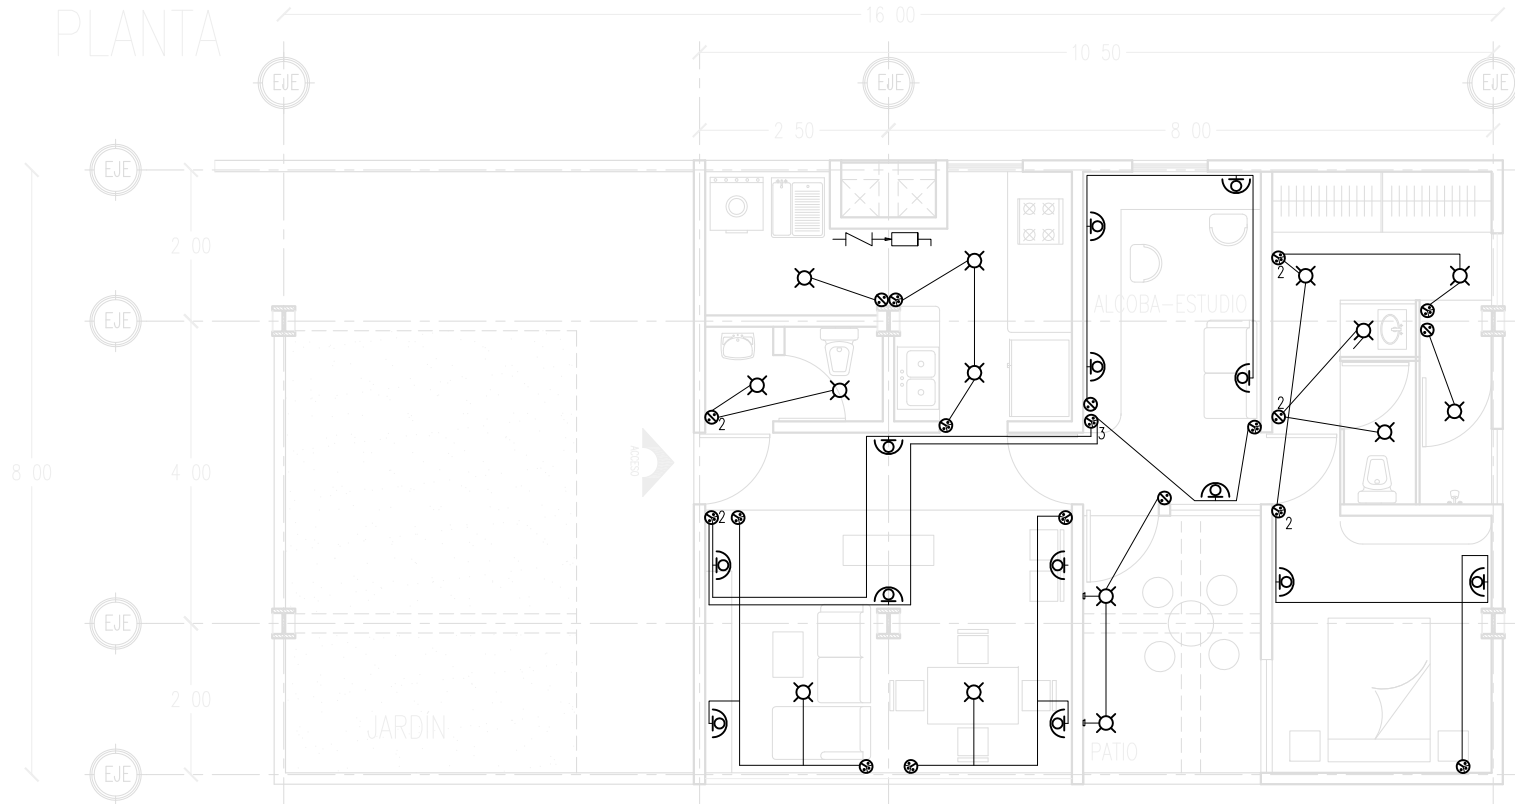 PLANTA
16 00
10 50
EJE
EJE
EJE
2 50
8 00
EJE
2 00
ALCOBA-ESTUDIO
2
EJE
2
2
3
8 00
4 00
ACCESO
2
2
EJE
2 00
JARDÍN
PATIO
EJE